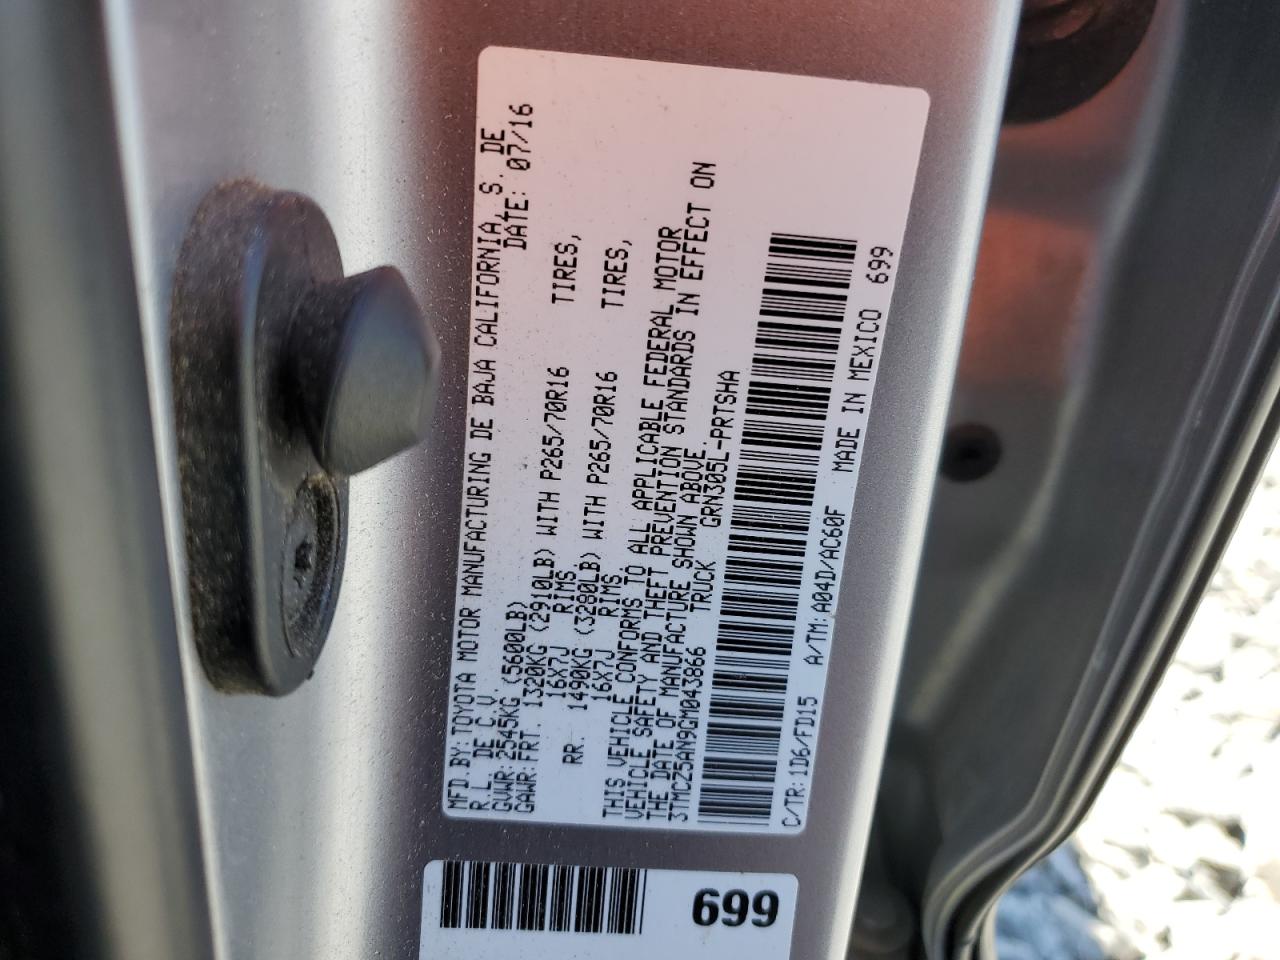 MFD.BY:TOYOTA MOTOR MANUFACTURING DE BAJA CALIFORNIA, S. DE
R.L. DE C.V. DATE: 07/16
GVWR:2545KG (5600LB)
GAWR:FRT. 1320KG (2910LB) WITH P265/70R16 TIRES,
16X7J RIMS
RR. 1490KG (3290LB) WITH P265/70R16 TIRES,
16X7J RIMS
THIS VEHICLE CONFORMS TO ALL APPLICABLE FEDERAL MOTOR
VEHICLE SAFETY AND THEFT PREVENTION STANDARDS IN EFFECT ON
THE DATE OF MANUFACTURE SHOWN ABOVE.
3TMCZ5AN9GM043866 TRUCK GRN305L-PRTSHA
C/TR:1D6/FD15 A/TM:A04D/AC60F MADE IN MEXICO 699
699